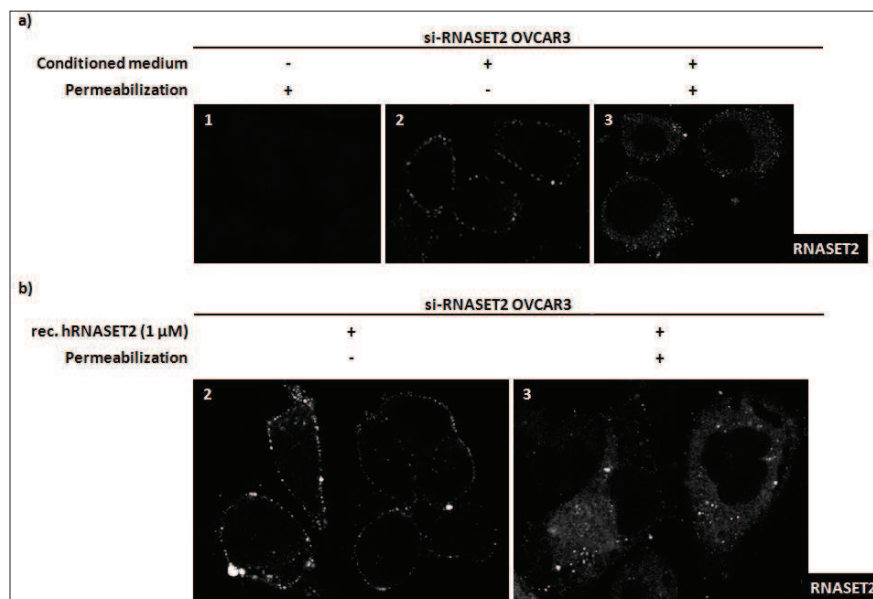 a)
si-RNASET2 OVCAR3
Conditioned medium - + +
Permeabilization + - +
1 2 3
RNASET2
b)
si-RNASET2 OVCAR3
rec. hRNASET2 (1 µM) + +
Permeabilization - +
2 3
RNASET2